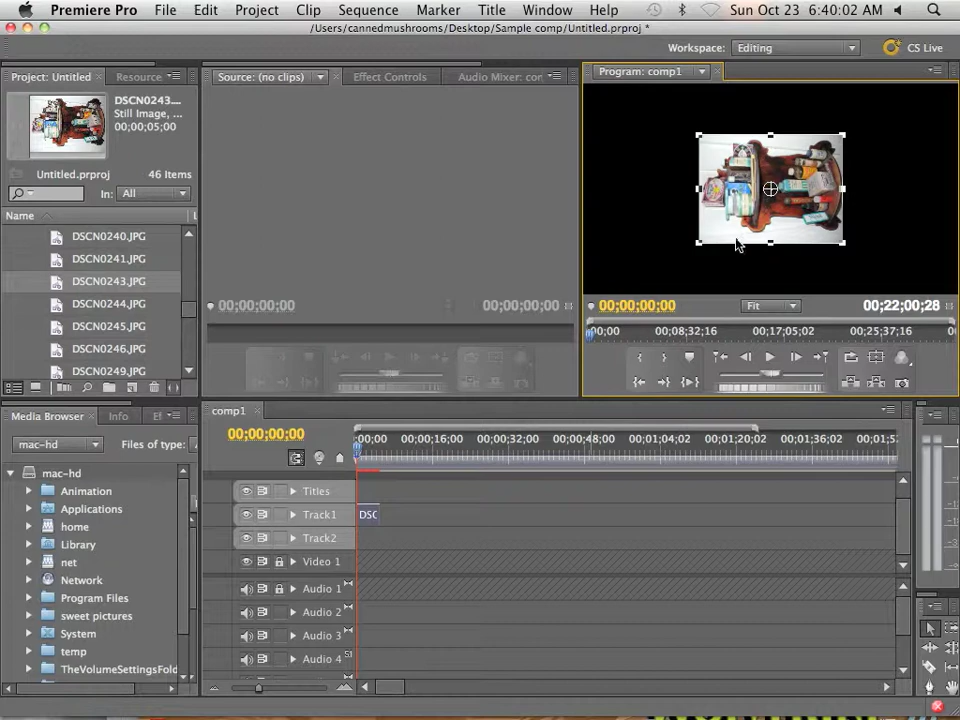 Premiere Pro File Edit Project Clip Sequence Marker Title Window Help Sun Oct 23 6:40:02 AM
/Users/cannedmushrooms/Desktop/Sample comp/Untitled.prproj *
Workspace: Editing CS Live
Project: Untitled Resource
Source: (no clips) Effect Controls Audio Mixer: con
Program: comp1
DSCN0243....
Still Image, ...
00;00;05;00
Untitled.prproj 46 Items
In: All
Name
DSCN0240.JPG
DSCN0241.JPG
DSCN0243.JPG
DSCN0244.JPG
DSCN0245.JPG
DSCN0246.JPG
DSCN0249.JPG
00;00;00;00 00;00;00;00
00;00;00;00 Fit 00;22;00;28
00;00 00;08;32;16 00;17;05;02 00;25;37;16
Media Browser Info
mac-hd Files of type:
mac-hd
Animation
Applications
home
Library
net
Network
Program Files
sweet pictures
System
temp
TheVolumeSettingsFold
comp1
00;00;00;00
00;00 00;00;16;00 00;00;32;00 00;00;48;00 00;01;04;02 00;01;20;02 00;01;36;02 00;01;52
Titles
Track1 DSC
Track2
Video 1
Audio 1
Audio 2
Audio 3
Audio 4